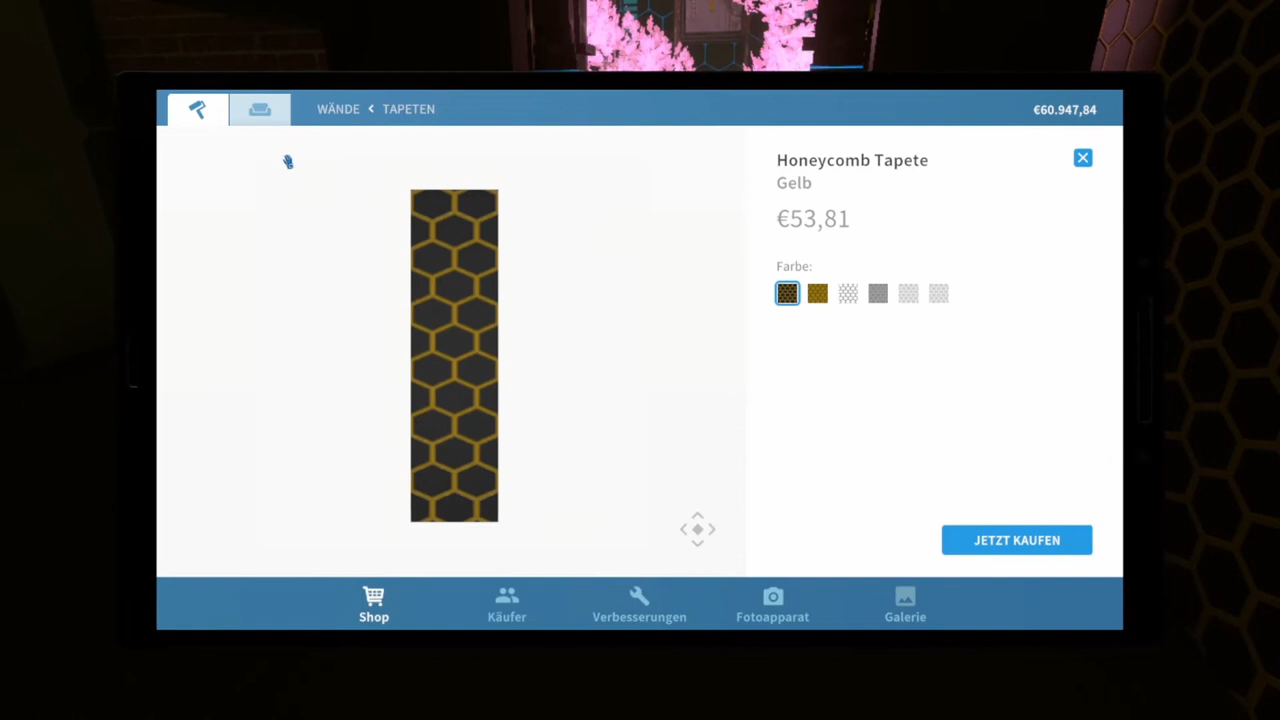 WÄNDE < TAPETEN
€60.947,84
Honeycomb Tapete
Gelb
€53,81
Farbe:
JETZT KAUFEN
Shop
Käufer
Verbesserungen
Fotoapparat
Galerie